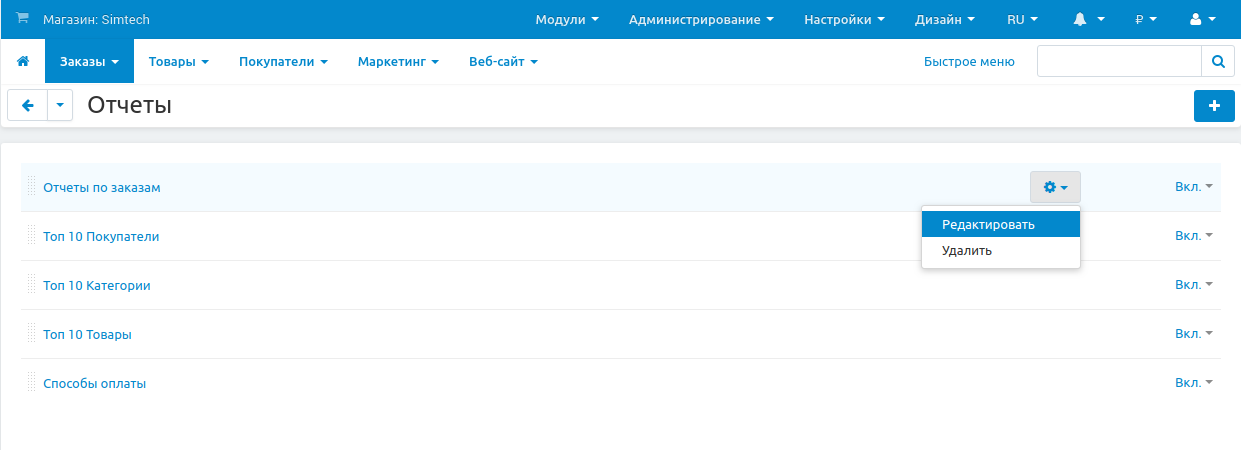 Магазин: Simtech Модули Администрирование Настройки Дизайн RU ₽
Заказы Товары Покупатели Маркетинг Веб-сайт Быстрое меню
Отчеты
Отчеты по заказам Вкл.
Редактировать
Топ 10 Покупатели Вкл.
Удалить
Топ 10 Категории Вкл.
Топ 10 Товары Вкл.
Способы оплаты Вкл.